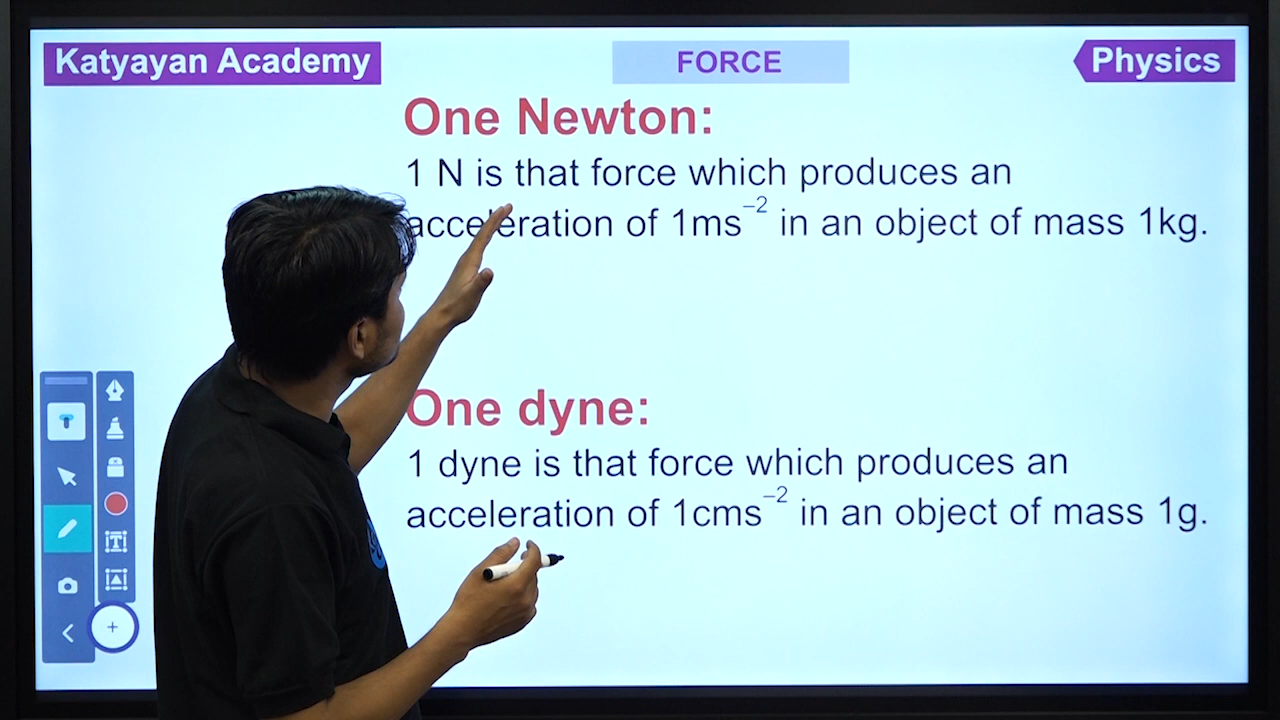 Katyayan Academy
FORCE
Physics
One Newton:
1 N is that force which produces an
acceleration of 1ms⁻² in an object of mass 1kg.
One dyne:
1 dyne is that force which produces an
acceleration of 1cms⁻² in an object of mass 1g.